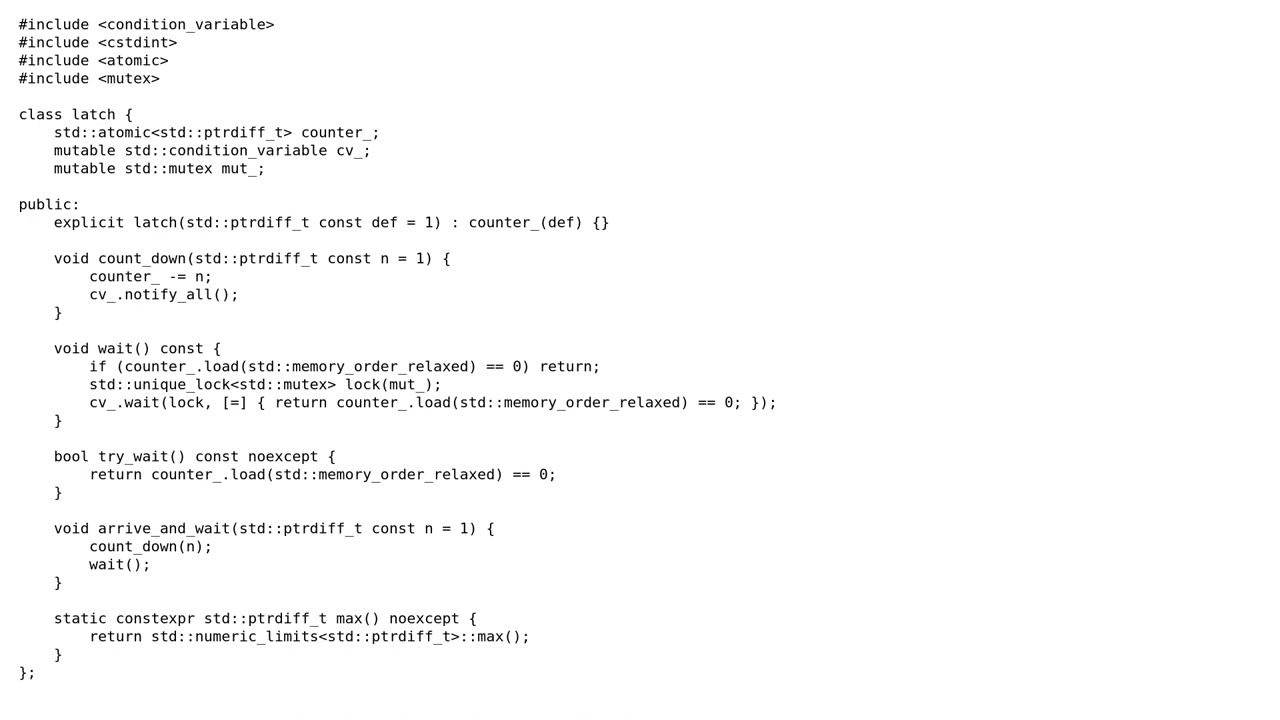 #include <condition_variable>
#include <cstdint>
#include <atomic>
#include <mutex>

class latch {
    std::atomic<std::ptrdiff_t> counter_;
    mutable std::condition_variable cv_;
    mutable std::mutex mut_;

public:
    explicit latch(std::ptrdiff_t const def = 1) : counter_(def) {}

    void count_down(std::ptrdiff_t const n = 1) {
        counter_ -= n;
        cv_.notify_all();
    }

    void wait() const {
        if (counter_.load(std::memory_order_relaxed) == 0) return;
        std::unique_lock<std::mutex> lock(mut_);
        cv_.wait(lock, [=] { return counter_.load(std::memory_order_relaxed) == 0; });
    }

    bool try_wait() const noexcept {
        return counter_.load(std::memory_order_relaxed) == 0;
    }

    void arrive_and_wait(std::ptrdiff_t const n = 1) {
        count_down(n);
        wait();
    }

    static constexpr std::ptrdiff_t max() noexcept {
        return std::numeric_limits<std::ptrdiff_t>::max();
    }
};